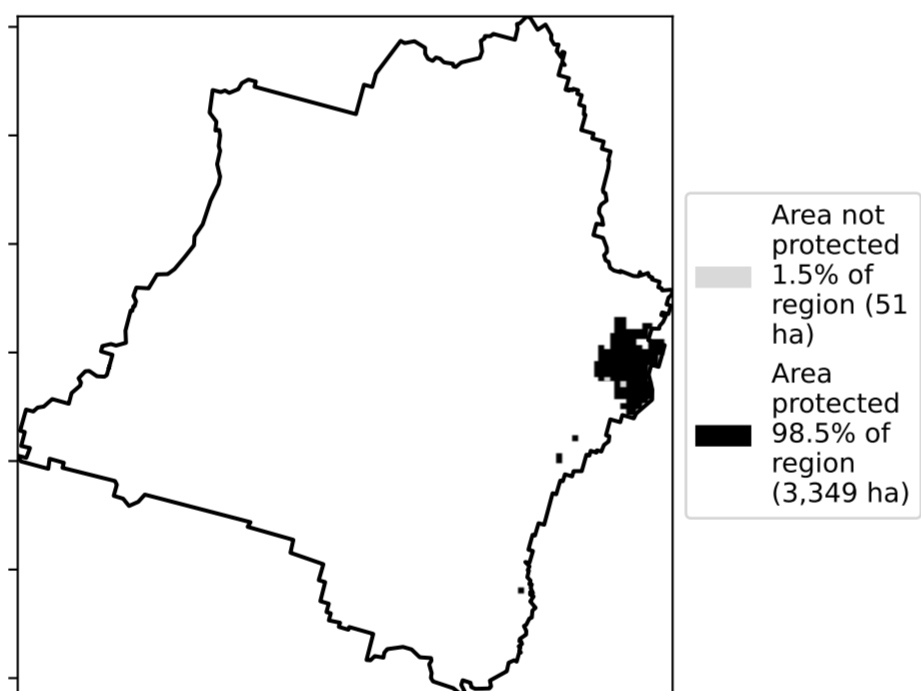 Area not
protected
1.5% of
region (51
ha)
Area
protected
98.5% of
region
(3,349 ha)